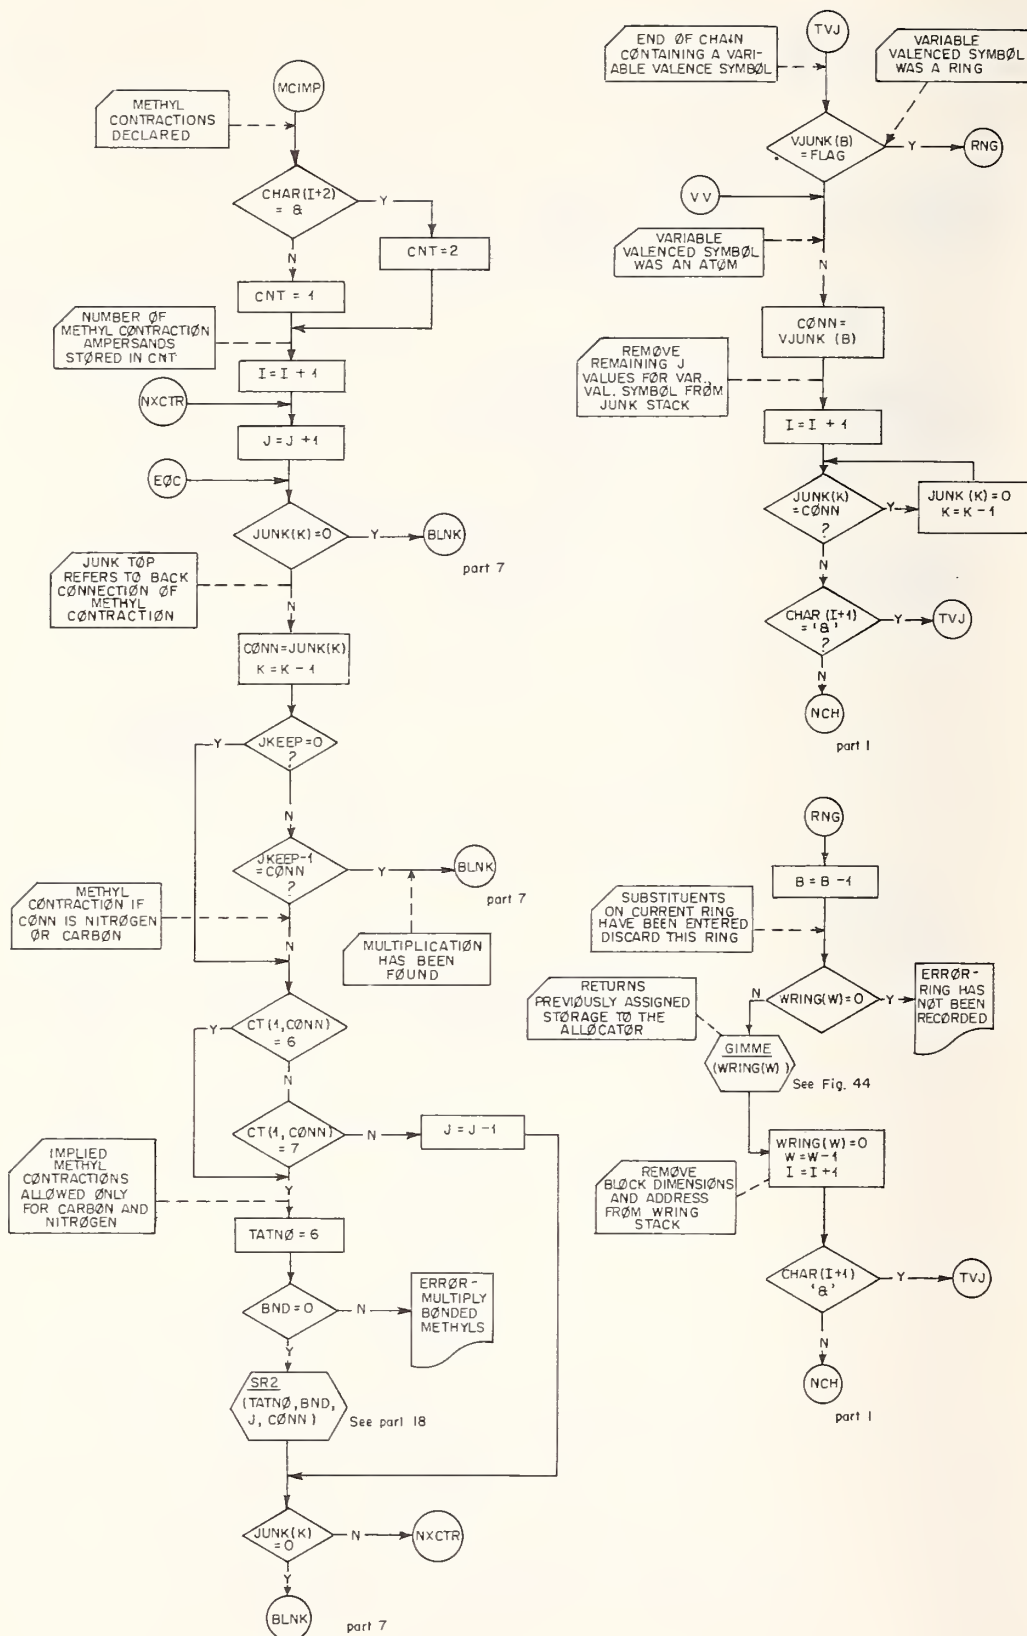 MCIMP
METHYL
CONTRACTIONS
DECLARED
CHAR(I+2)
= &
Y
CNT=2
N
CNT = 1
NUMBER ØF
METHYL CØNTRACTIØN
AMPERSANDS
STØRED IN CNT
I=I + 1
NXCTR
J=J+1
EØC
JUNK(K)=0
Y
BLNK
part 7
JUNK TØP
REFERS TØ BACK
CØNNECTIØN ØF
METHYL
CØNTRACTIØN
N
CØNN=JUNK(K)
K=K-1
Y
JKEEP=0
?
N
JKEEP-1
=CØNN
?
Y
BLNK
part 7
METHYL
CØNTRACTIØN IF
CØNN IS NITRØGEN
ØR CARBØN
N
MULTIPLICATIØN
HAS BEEN
FØUND
Y
CT(1,CØNN)
= 6
N
CT(1,CØNN)
= 7
N
J=J-1
IMPLIED
METHYL
CØNTRACTIØNS
ALLØWED ØNLY
FØR CARBØN AND
NITRØGEN
Y
TATNØ=6
BND=0
N
ERRØR-
MULTIPLY
BØNDED
METHYLS
Y
SR2
(TATNØ,BND,
J, CØNN)
See part 18
JUNK(K)
=0
N
NXCTR
Y
BLNK
part 7
END ØF CHAIN
CØNTAINING A VARI-
ABLE VALENCE SYMBØL
TVJ
VARIABLE
VALENCED SYMBØL
WAS A RING
VJUNK(B)
=FLAG
Y
RNG
VV
VARIABLE
VALENCED SYMBØL
WAS AN ATØM
N
CØNN=
VJUNK (B)
REMØVE
REMAINING J
VALUES FØR VAR.,
VAL. SYMBØL FRØM
JUNK STACK
I=I + 1
JUNK(K)
=CØNN
?
Y
JUNK (K)=0
K=K-1
N
CHAR (I+1)
='&'
?
Y
TVJ
N
NCH
part 1
RNG
B=B-1
SUBSTITUENTS
ØN CURRENT RING
HAVE BEEN ENTERED
DISCARD THIS RING
N
WRING(W)=0
Y
ERRØR-
RING HAS
NØT BEEN
RECØRDED
RETURNS
PREVIØUSLY ASSIGNED
STØRAGE TØ THE
ALLØCATØR
GIMME
(WRING(W))
See Fig. 44
WRING(W)=0
W=W-1
I=I+1
REMØVE
BLØCK DIMENSIØNS
AND ADDRESS
FRØM WRING
STACK
CHAR(I+1)
'&'
Y
TVJ
N
NCH
part 1